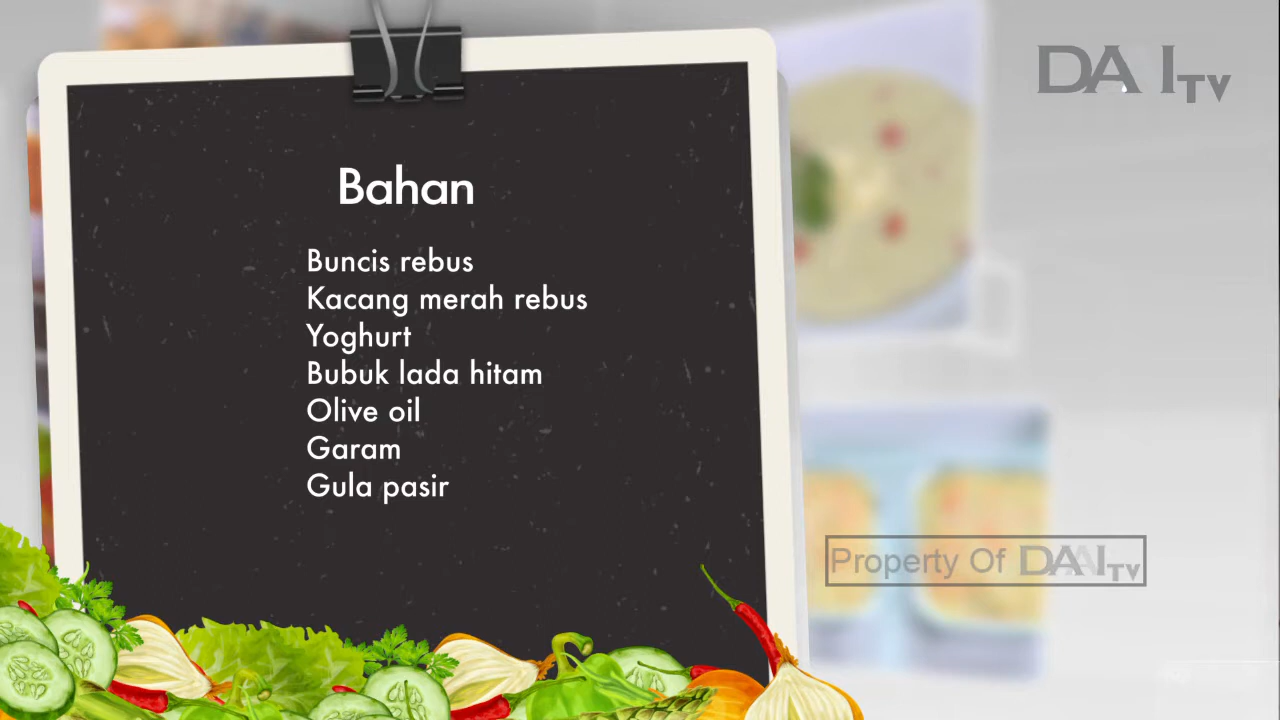 DAAI TV
Bahan
Buncis rebus
Kacang merah rebus
Yoghurt
Bubuk lada hitam
Olive oil
Garam
Gula pasir
Property Of DAAI TV